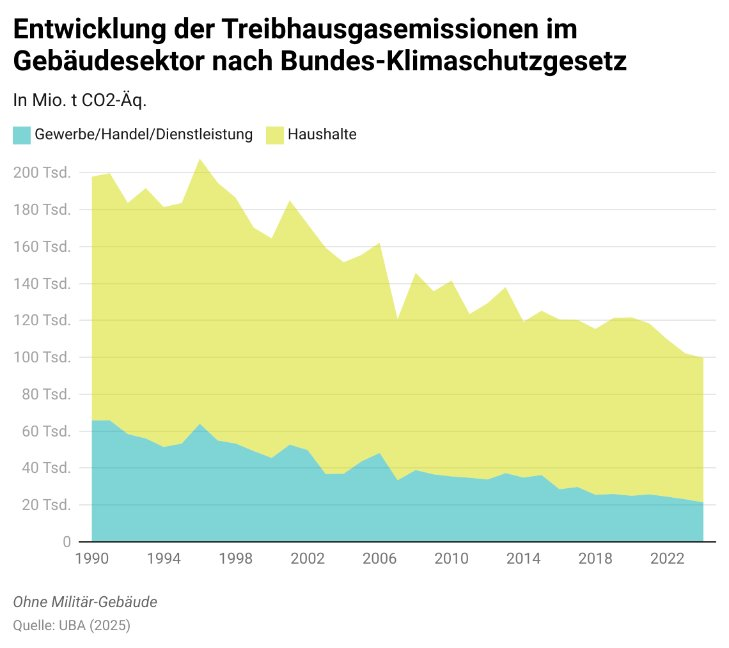 Entwicklung der Treibhausgasemissionen im
Gebäudesektor nach Bundes-Klimaschutzgesetz
In Mio. t CO2-Äq.
Gewerbe/Handel/Dienstleistung Haushalte
200 Tsd.
180 Tsd.
160 Tsd.
140 Tsd.
120 Tsd.
100 Tsd.
80 Tsd.
60 Tsd.
40 Tsd.
20 Tsd.
0
1990 1994 1998 2002 2006 2010 2014 2018 2022
Ohne Militär-Gebäude
Quelle: UBA (2025)